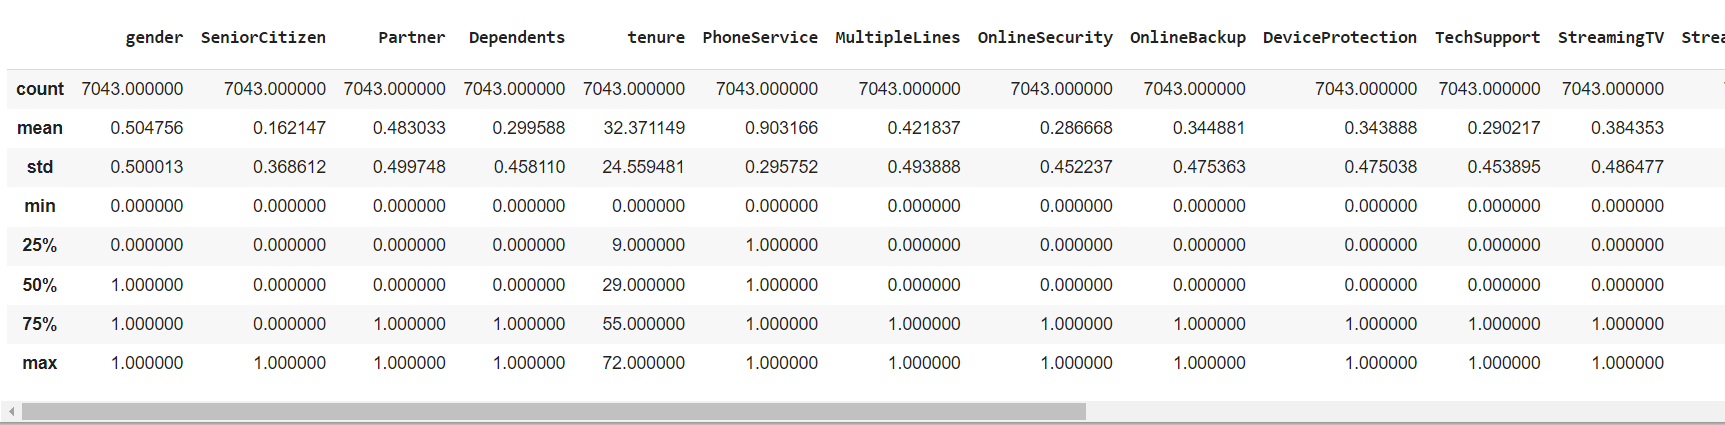 gender SeniorCitizen Partner Dependents tenure PhoneService MultipleLines OnlineSecurity OnlineBackup DeviceProtection TechSupport StreamingTV
count 7043.000000 7043.000000 7043.000000 7043.000000 7043.000000 7043.000000 7043.000000 7043.000000 7043.000000 7043.000000 7043.000000 7043.000000
mean 0.504756 0.162147 0.483033 0.299588 32.371149 0.903166 0.421837 0.286668 0.344881 0.343888 0.290217 0.384353
std 0.500013 0.368612 0.499748 0.458110 24.559481 0.295752 0.493888 0.452237 0.475363 0.475038 0.453895 0.486477
min 0.000000 0.000000 0.000000 0.000000 0.000000 0.000000 0.000000 0.000000 0.000000 0.000000 0.000000 0.000000
25% 0.000000 0.000000 0.000000 0.000000 9.000000 1.000000 0.000000 0.000000 0.000000 0.000000 0.000000 0.000000
50% 1.000000 0.000000 0.000000 0.000000 29.000000 1.000000 0.000000 0.000000 0.000000 0.000000 0.000000 0.000000
75% 1.000000 0.000000 1.000000 1.000000 55.000000 1.000000 1.000000 1.000000 1.000000 1.000000 1.000000 1.000000
max 1.000000 1.000000 1.000000 1.000000 72.000000 1.000000 1.000000 1.000000 1.000000 1.000000 1.000000 1.000000